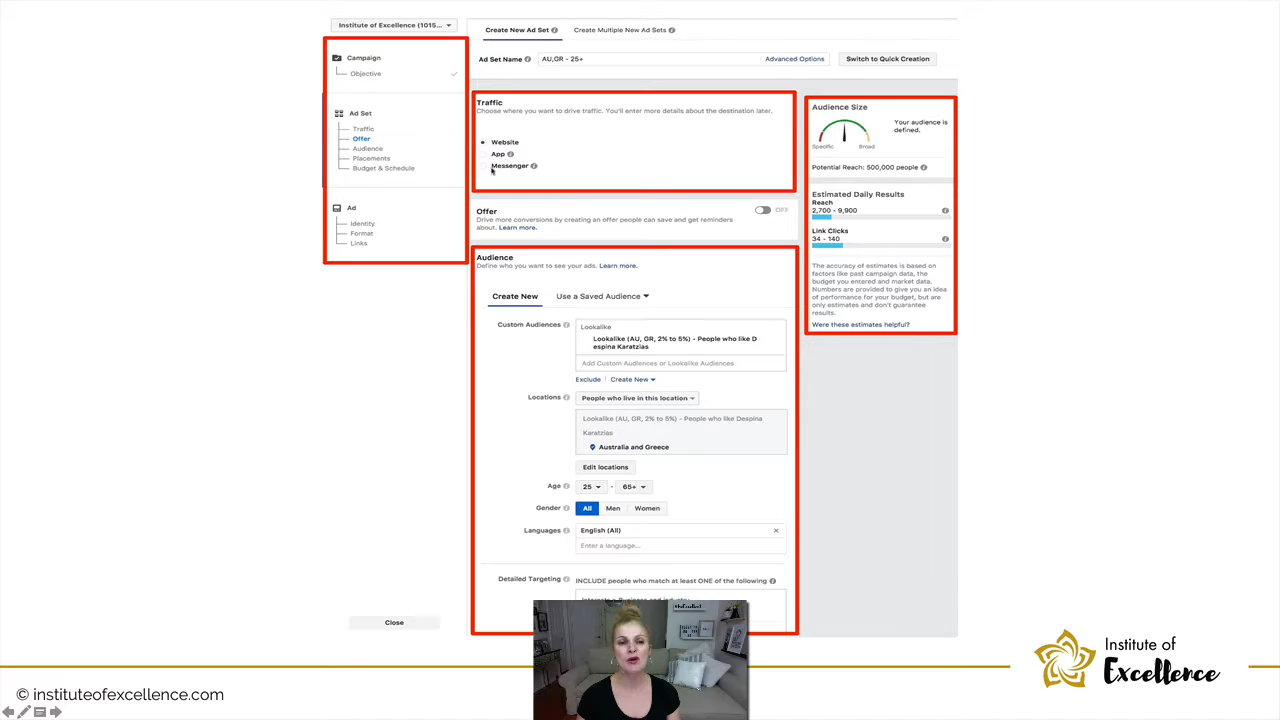 Institute of Excellence (1015...
Campaign
Objective
Ad Set
Traffic
Offer
Audience
Placements
Budget & Schedule
Ad
Identity
Format
Links
Close
Create New Ad Set
Create Multiple New Ad Sets
Ad Set Name
AU,GR - 25+
Advanced Options
Switch to Quick Creation
Traffic
Choose where you want to drive traffic. You'll enter more details about the destination later.
Website
App
Messenger
Offer
OFF
Drive more conversions by creating an offer people can save and get reminders
about. Learn more.
Audience
Define who you want to see your ads. Learn more.
Create New
Use a Saved Audience
Custom Audiences
Lookalike
Lookalike (AU, GR, 2% to 5%) - People who like D
espina Karatzias
Add Custom Audiences or Lookalike Audiences
Exclude | Create New
Locations
People who live in this location
Lookalike (AU, GR, 2% to 5%) - People who like Despina
Karatzias
Australia and Greece
Edit locations
Age
25 - 65+
Gender
All Men Women
Languages
English (All)
Enter a language...
Detailed Targeting
INCLUDE people who match at least ONE of the following
Audience Size
Your audience is
defined.
Specific
Broad
Potential Reach: 500,000 people
Estimated Daily Results
Reach
2,700 - 9,900
Link Clicks
34 - 140
The accuracy of estimates is based on
factors like past campaign data, the
budget you entered and market data.
Numbers are provided to give you an idea
of performance for your budget, but are
only estimates and don't guarantee
results.
Were these estimates helpful?
Institute of
Excellence
© instituteofexcellence.com